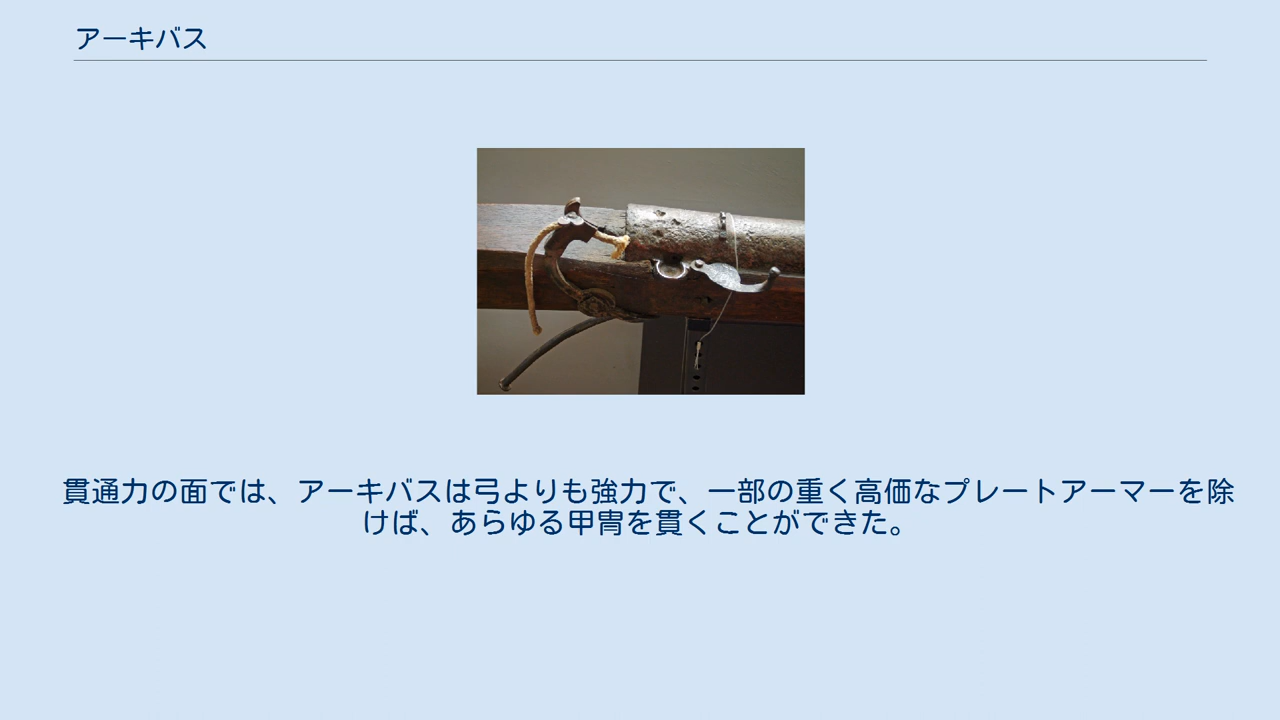 アーキバス
貫通力の面では、アーキバスは弓よりも強力で、一部の重く高価なプレートアーマーを除
けば、あらゆる甲冑を貫くことができた。